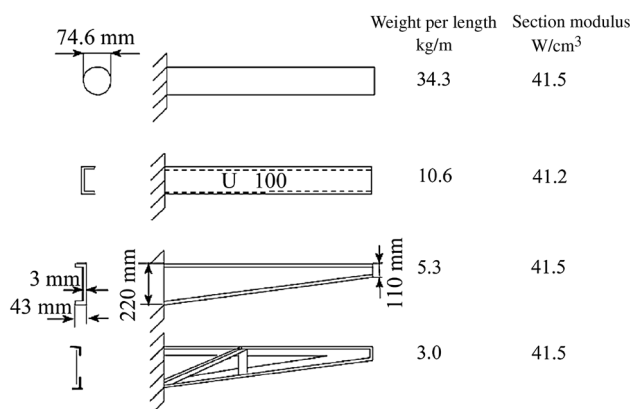 Weight per length Section modulus
kg/m W/cm3
74.6 mm
34.3 41.5
U 100 10.6 41.2
3 mm 220 mm 110 mm 5.3 41.5
43 mm
3.0 41.5